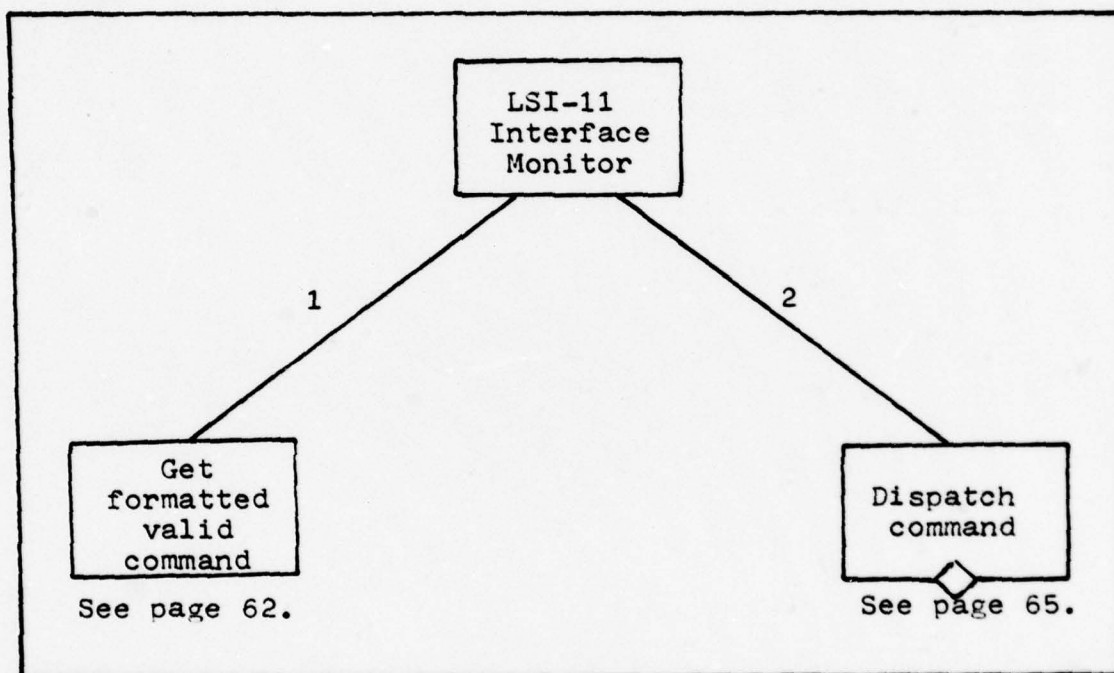 LSI-11
Interface
Monitor
1
2
Get
formatted
valid
command
See page 62.
Dispatch
command
See page 65.